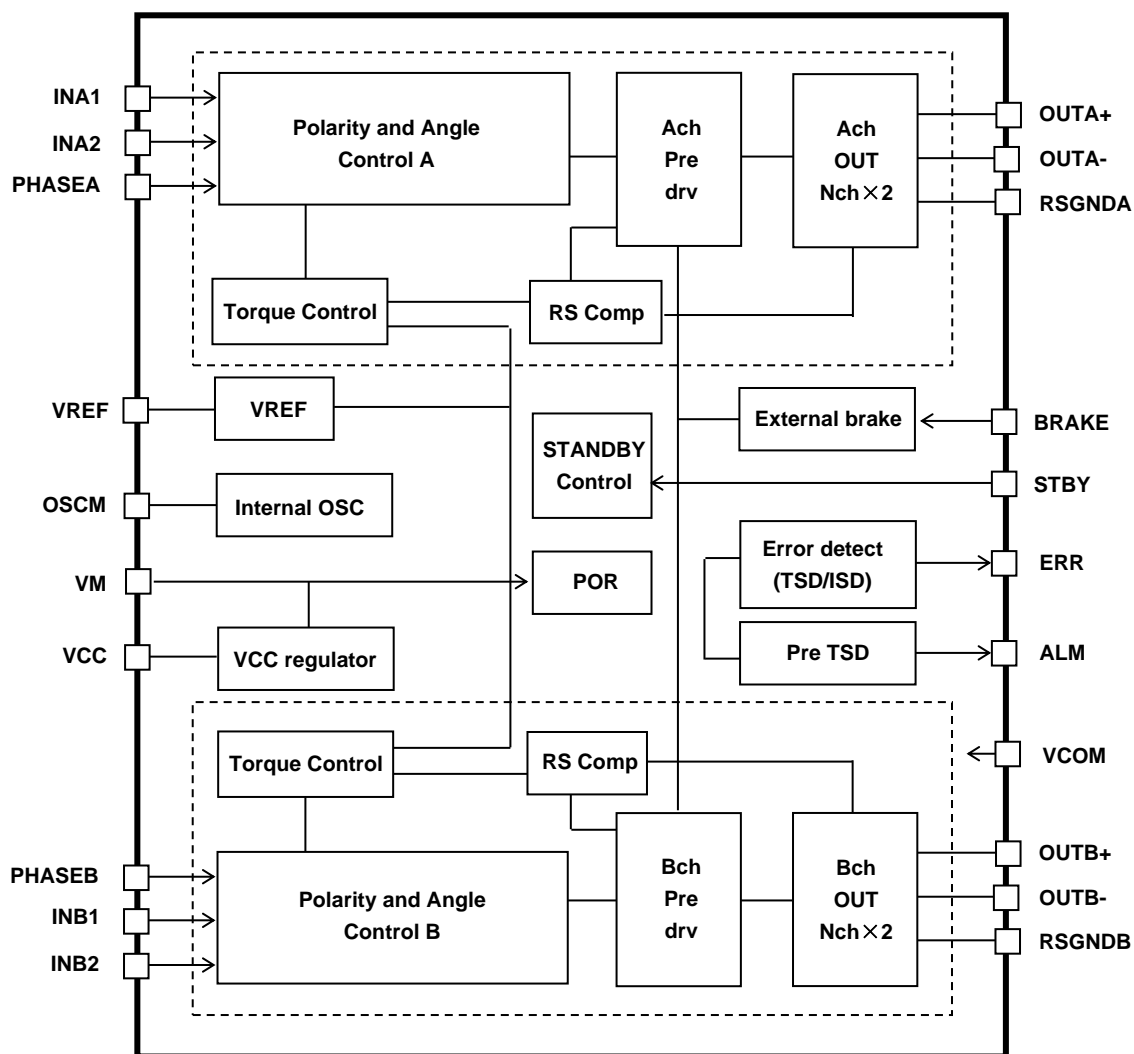 INA1
INA2
PHASEA
Polarity and Angle
Control A
Ach
Pre
drv
Ach
OUT
Nch×2
OUTA+
OUTA-
RSGNDA
Torque Control
RS Comp
VREF
VREF
External brake
BRAKE
STANDBY
Control
STBY
OSCM
Internal OSC
Error detect
(TSD/ISD)
ERR
VM
POR
VCC
VCC regulator
Pre TSD
ALM
Torque Control
RS Comp
VCOM
PHASEB
INB1
INB2
Polarity and Angle
Control B
Bch
Pre
drv
Bch
OUT
Nch×2
OUTB+
OUTB-
RSGNDB